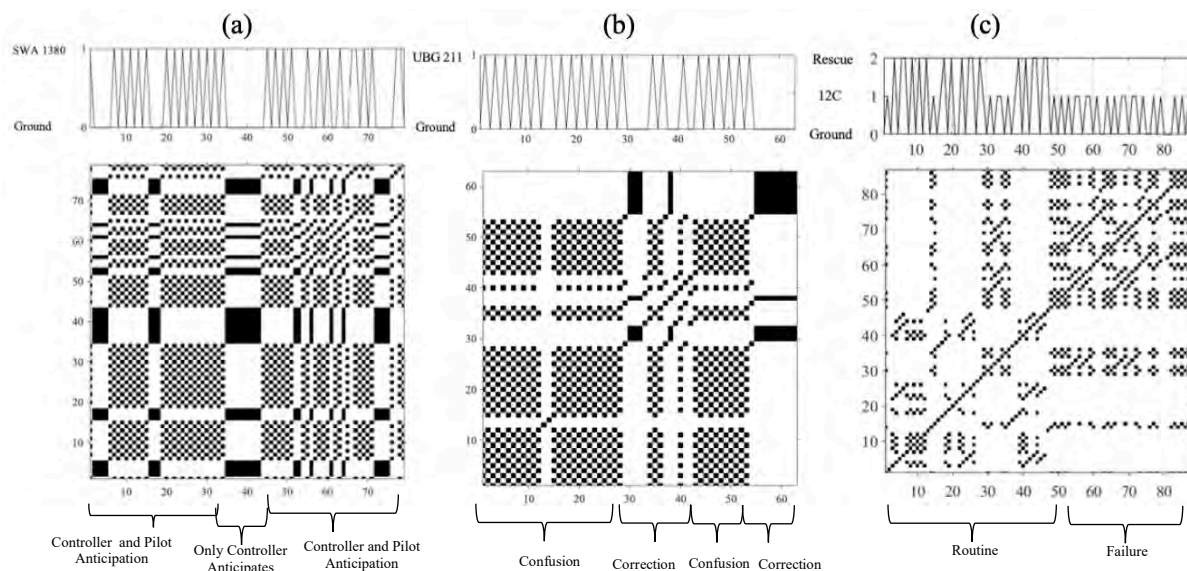 (a)
SWA 1380
1
Ground
0
10 20 30 40 50 60 70
70
60
50
40
30
20
10
10 20 30 40 50 60 70
Controller and Pilot
Anticipation
Only Controller
Anticipates
Controller and Pilot
Anticipation
(b)
UBG 211
1
Ground
0
10 20 30 40 50 60
60
50
40
30
20
10
10 20 30 40 50 60
Confusion
Correction
Confusion
Correction
(c)
Rescue
2
12C
1
Ground
0
10 20 30 40 50 60 70 80
80
70
60
50
40
30
20
10
10 20 30 40 50 60 70 80
Routine
Failure